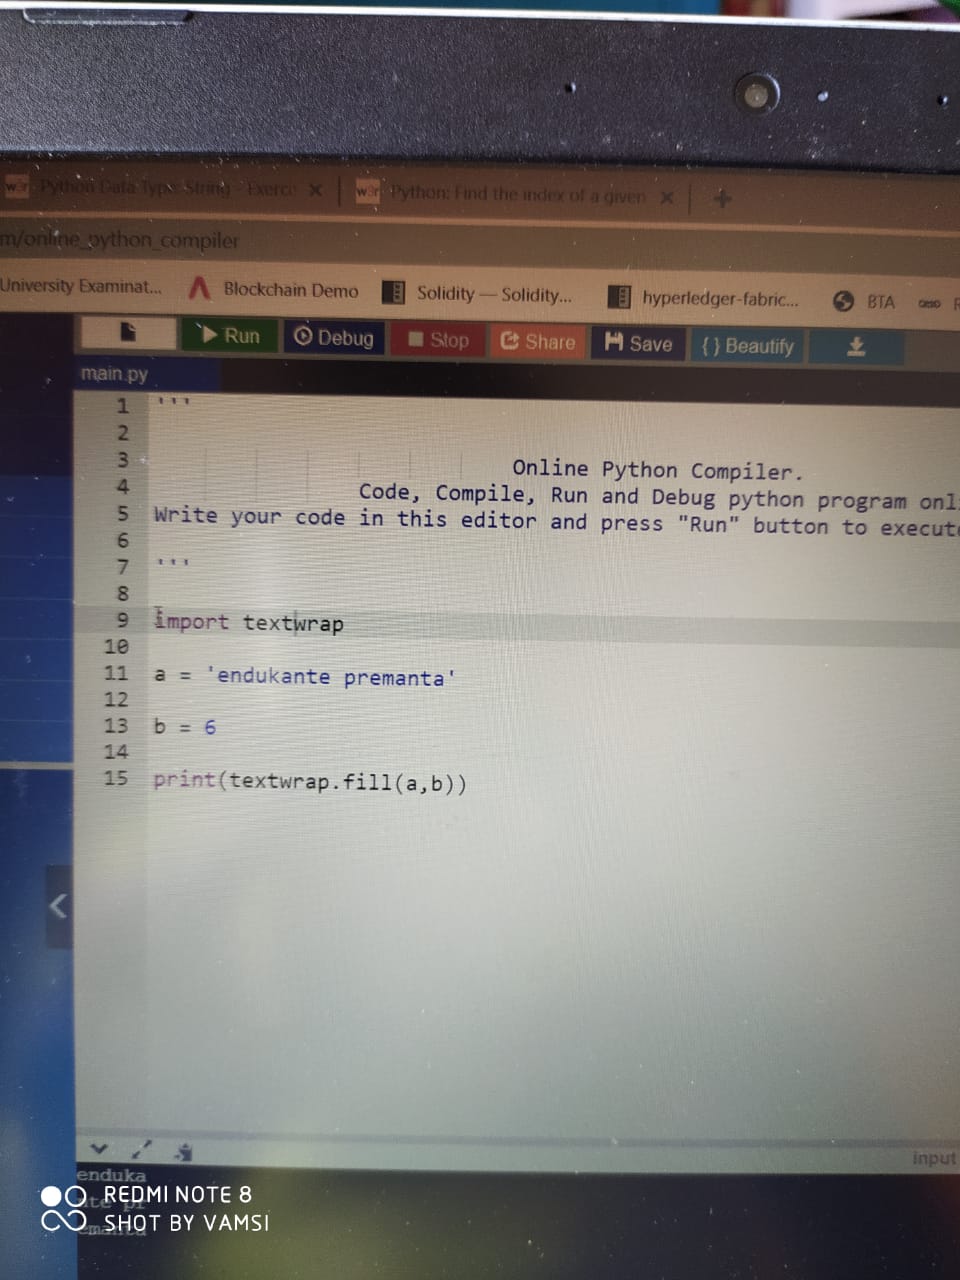 w3r Python Data Type: String - Exerci × w3r Python: Find the index of a given × +
m/online_python_compiler
University Examinat... Blockchain Demo Solidity — Solidity... hyperledger-fabric... BTA
Run Debug Stop Share Save {} Beautify
main.py
1 '''
2
3 Online Python Compiler.
4 Code, Compile, Run and Debug python program onl
5 Write your code in this editor and press "Run" button to execut
6
7 '''
8
9 import textwrap
10
11 a = 'endukante premanta'
12
13 b = 6
14
15 print(textwrap.fill(a,b))
input
enduka
nte pr
emanta
REDMI NOTE 8
SHOT BY VAMSI